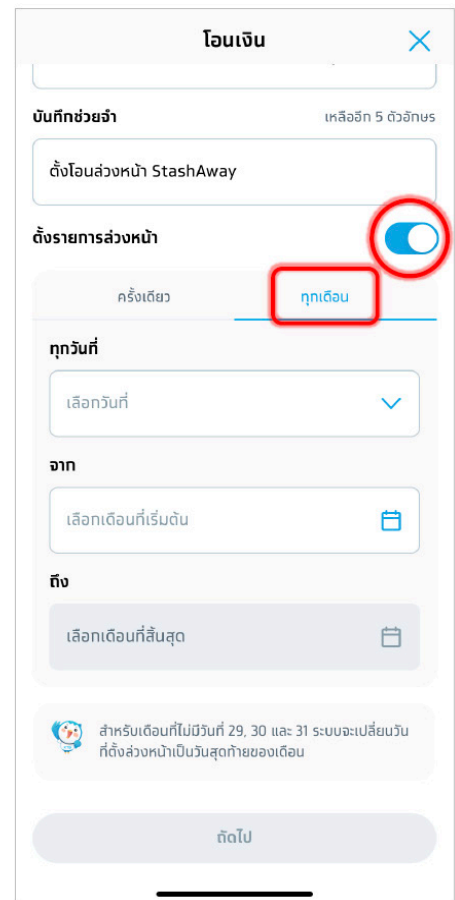 โอนเงิน
บันทึกช่วยจำ
เหลืออีก 5 ตัวอักษร
ตั้งโอนล่วงหน้า StashAway
ตั้งรายการล่วงหน้า
ครั้งเดียว
ทุกเดือน
ทุกวันที่
เลือกวันที่
จาก
เลือกเดือนที่เริ่มต้น
ถึง
เลือกเดือนที่สิ้นสุด
สำหรับเดือนที่ไม่มีวันที่ 29, 30 และ 31 ระบบจะเปลี่ยนวัน
ที่ตั้งล่วงหน้าเป็นวันสุดท้ายของเดือน
ถัดไป